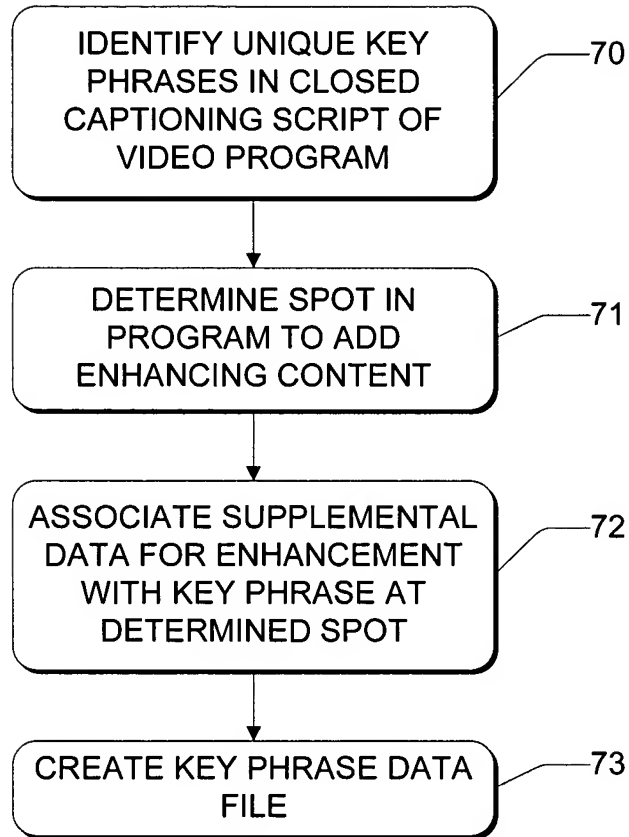 IDENTIFY UNIQUE KEY
PHRASES IN CLOSED
CAPTIONING SCRIPT OF
VIDEO PROGRAM
70
DETERMINE SPOT IN
PROGRAM TO ADD
ENHANCING CONTENT
71
ASSOCIATE SUPPLEMENTAL
DATA FOR ENHANCEMENT
WITH KEY PHRASE AT
DETERMINED SPOT
72
CREATE KEY PHRASE DATA
FILE
73